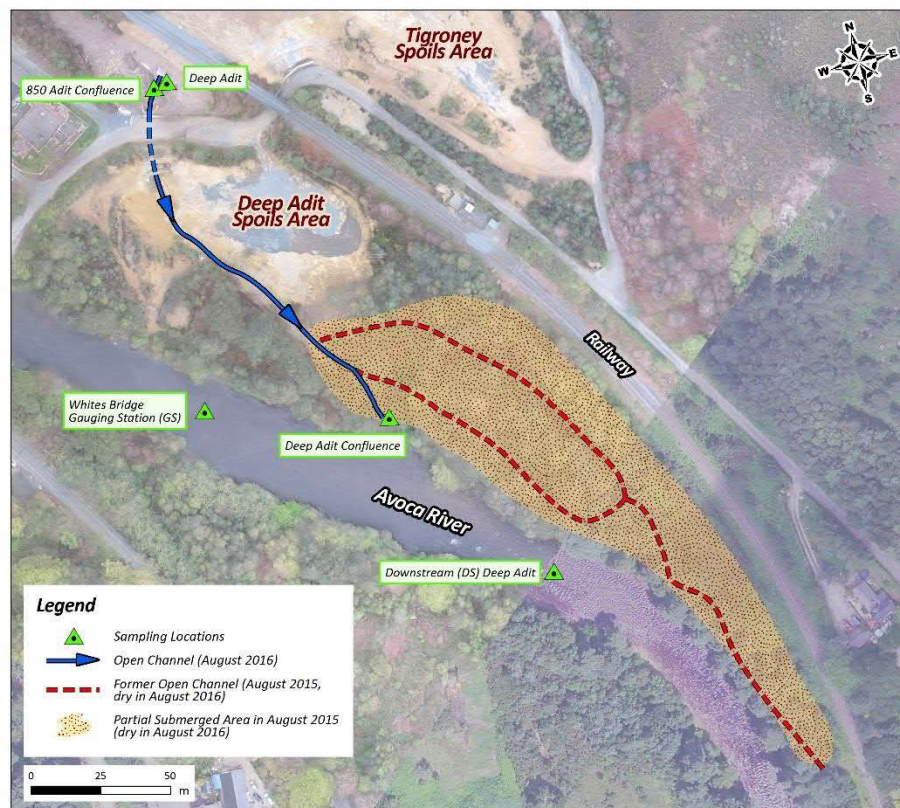 Tigroney
Spoils Area
N
W
E
S
Deep Adit
850 Adit Confluence
Deep Adit
Spoils Area
Railway
Whites Bridge
Gauging Station (GS)
Deep Adit Confluence
Avoca River
Downstream (DS) Deep Adit
Legend
Sampling Locations
Open Channel (August 2016)
Former Open Channel (August 2015,
dry in August 2016)
Partial Submerged Area in August 2015
(dry in August 2016)
0 25 50
m